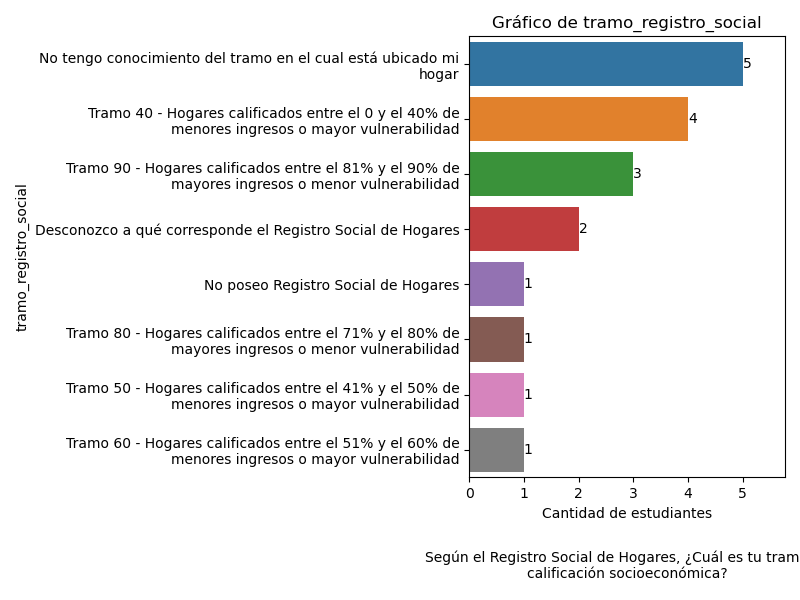 Gráfico de tramo_registro_social
No tengo conocimiento del tramo en el cual está ubicado mi
hogar
5
Tramo 40 - Hogares calificados entre el 0 y el 40% de
menores ingresos o mayor vulnerabilidad
4
Tramo 90 - Hogares calificados entre el 81% y el 90% de
mayores ingresos o menor vulnerabilidad
3
Desconozco a qué corresponde el Registro Social de Hogares
2
No poseo Registro Social de Hogares
1
Tramo 80 - Hogares calificados entre el 71% y el 80% de
mayores ingresos o menor vulnerabilidad
1
Tramo 50 - Hogares calificados entre el 41% y el 50% de
menores ingresos o mayor vulnerabilidad
1
Tramo 60 - Hogares calificados entre el 51% y el 60% de
menores ingresos o mayor vulnerabilidad
1
tramo_registro_social
0 1 2 3 4 5
Cantidad de estudiantes
Según el Registro Social de Hogares, ¿Cuál es tu tram
calificación socioeconómica?